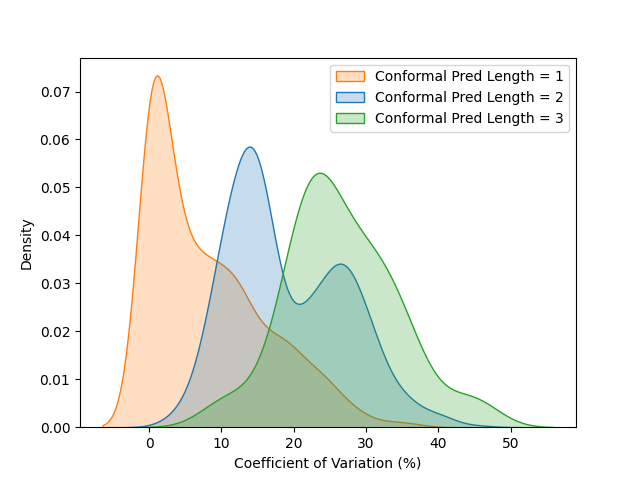 Conformal Pred Length = 1
Conformal Pred Length = 2
Conformal Pred Length = 3
0.07
0.06
0.05
0.04
0.03
0.02
0.01
0.00
Density
0 10 20 30 40 50
Coefficient of Variation (%)